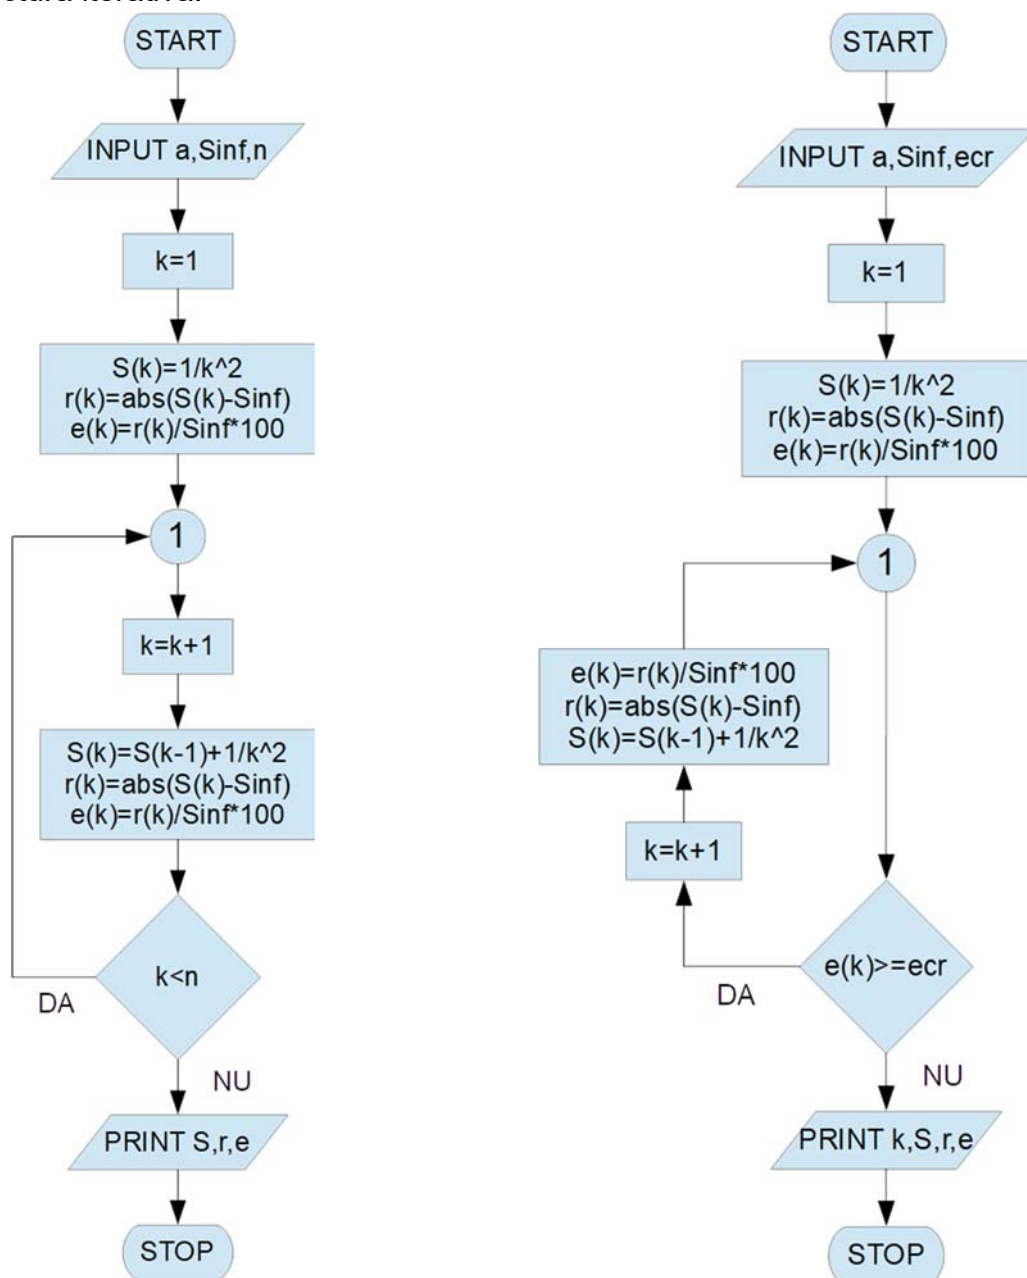 START
INPUT a,Sinf,n
k=1
S(k)=1/k^2
r(k)=abs(S(k)-Sinf)
e(k)=r(k)/Sinf*100
1
k=k+1
S(k)=S(k-1)+1/k^2
r(k)=abs(S(k)-Sinf)
e(k)=r(k)/Sinf*100
k<n
DA
NU
PRINT S,r,e
STOP
START
INPUT a,Sinf,ecr
k=1
S(k)=1/k^2
r(k)=abs(S(k)-Sinf)
e(k)=r(k)/Sinf*100
1
e(k)=r(k)/Sinf*100
r(k)=abs(S(k)-Sinf)
S(k)=S(k-1)+1/k^2
k=k+1
e(k)>=ecr
DA
NU
PRINT k,S,r,e
STOP